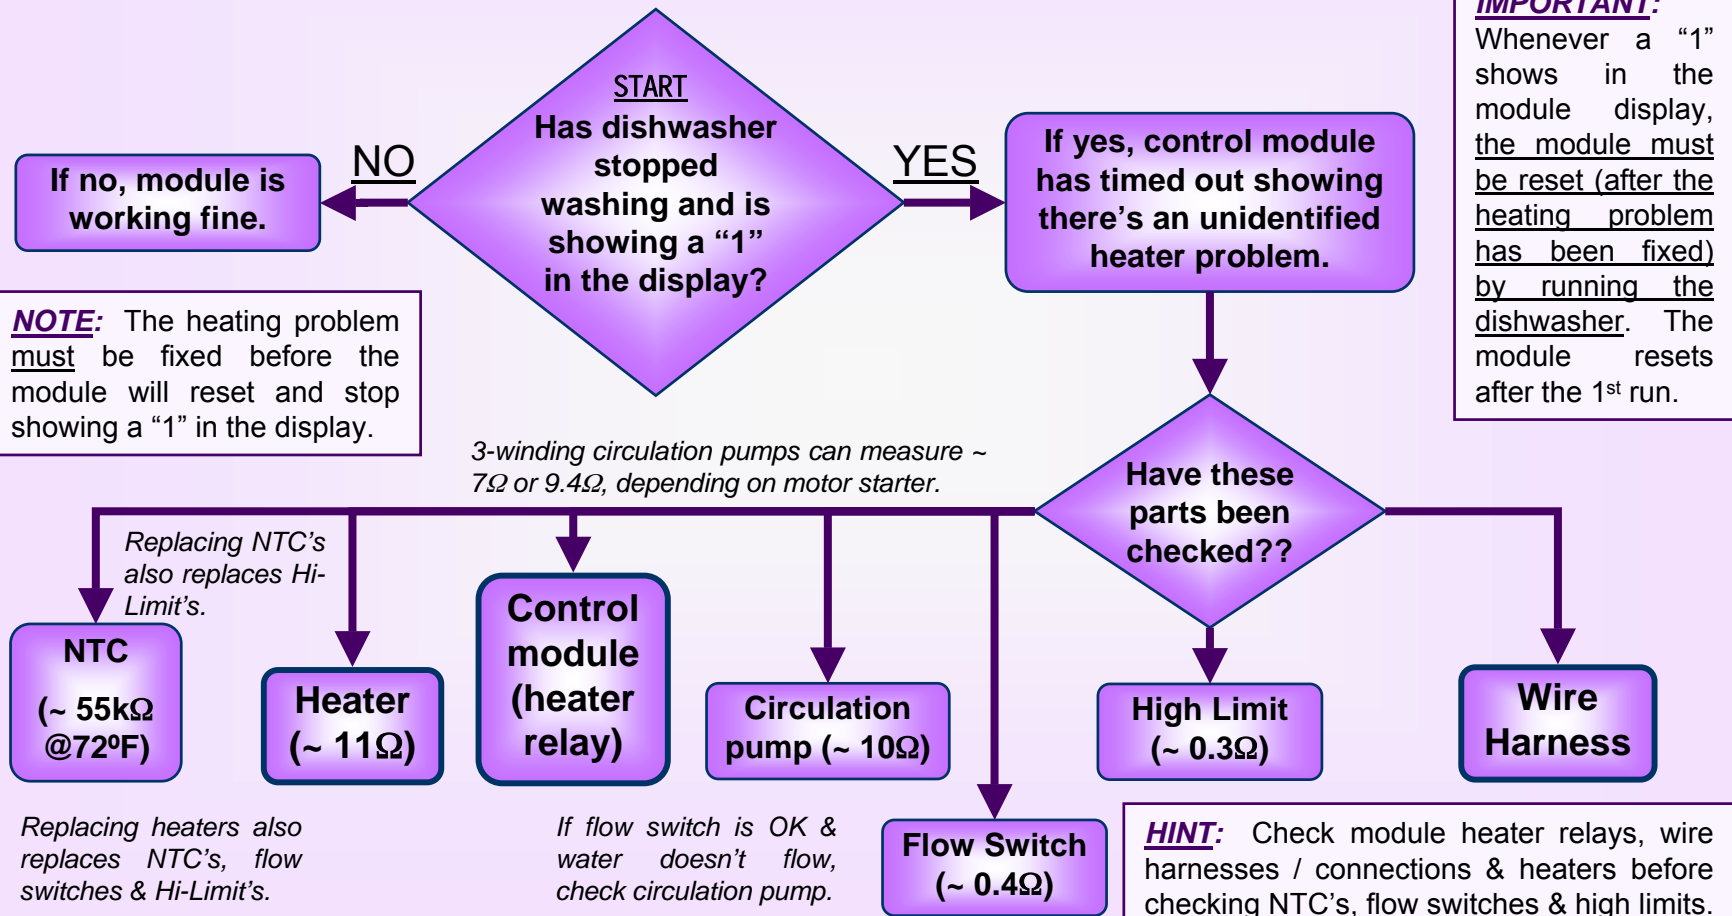 START
Has dishwasher
stopped
washing and is
showing a “1”
in the display?
NO
YES
If no, module is
working fine.
If yes, control module
has timed out showing
there’s an unidentified
heater problem.
IMPORTANT:
Whenever a “1”
shows in the
module display,
the module must
be reset (after the
heating problem
has been fixed)
by running the
dishwasher. The
module resets
after the 1st run.
NOTE: The heating problem
must be fixed before the
module will reset and stop
showing a “1” in the display.
3-winding circulation pumps can measure ~
7Ω or 9.4Ω, depending on motor starter.
Have these
parts been
checked??
Replacing NTC’s
also replaces Hi-
Limit’s.
NTC
(~ 55kΩ
@72ºF)
Heater
(~ 11Ω)
Control
module
(heater
relay)
Circulation
pump (~ 10Ω)
High Limit
(~ 0.3Ω)
Wire
Harness
Flow Switch
(~ 0.4Ω)
Replacing heaters also
replaces NTC’s, flow
switches & Hi-Limit’s.
If flow switch is OK &
water doesn’t flow,
check circulation pump.
HINT: Check module heater relays, wire
harnesses / connections & heaters before
checking NTC’s, flow switches & high limits.